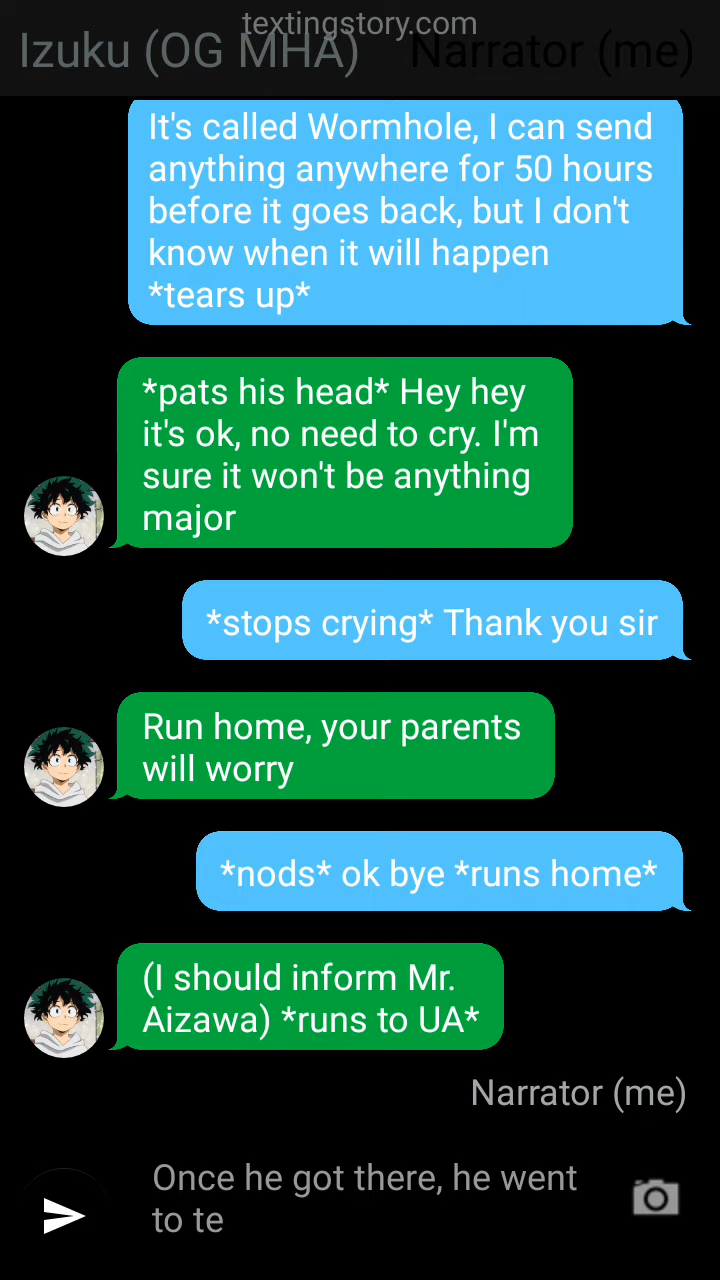 textingstory.com
Izuku (OG MHA)
Narrator (me)
It's called Wormhole, I can send
anything anywhere for 50 hours
before it goes back, but I don't
know when it will happen
*tears up*
*pats his head* Hey hey
it's ok, no need to cry. I'm
sure it won't be anything
major
*stops crying* Thank you sir
Run home, your parents
will worry
*nods* ok bye *runs home*
(I should inform Mr.
Aizawa) *runs to UA*
Narrator (me)
Once he got there, he went
to te